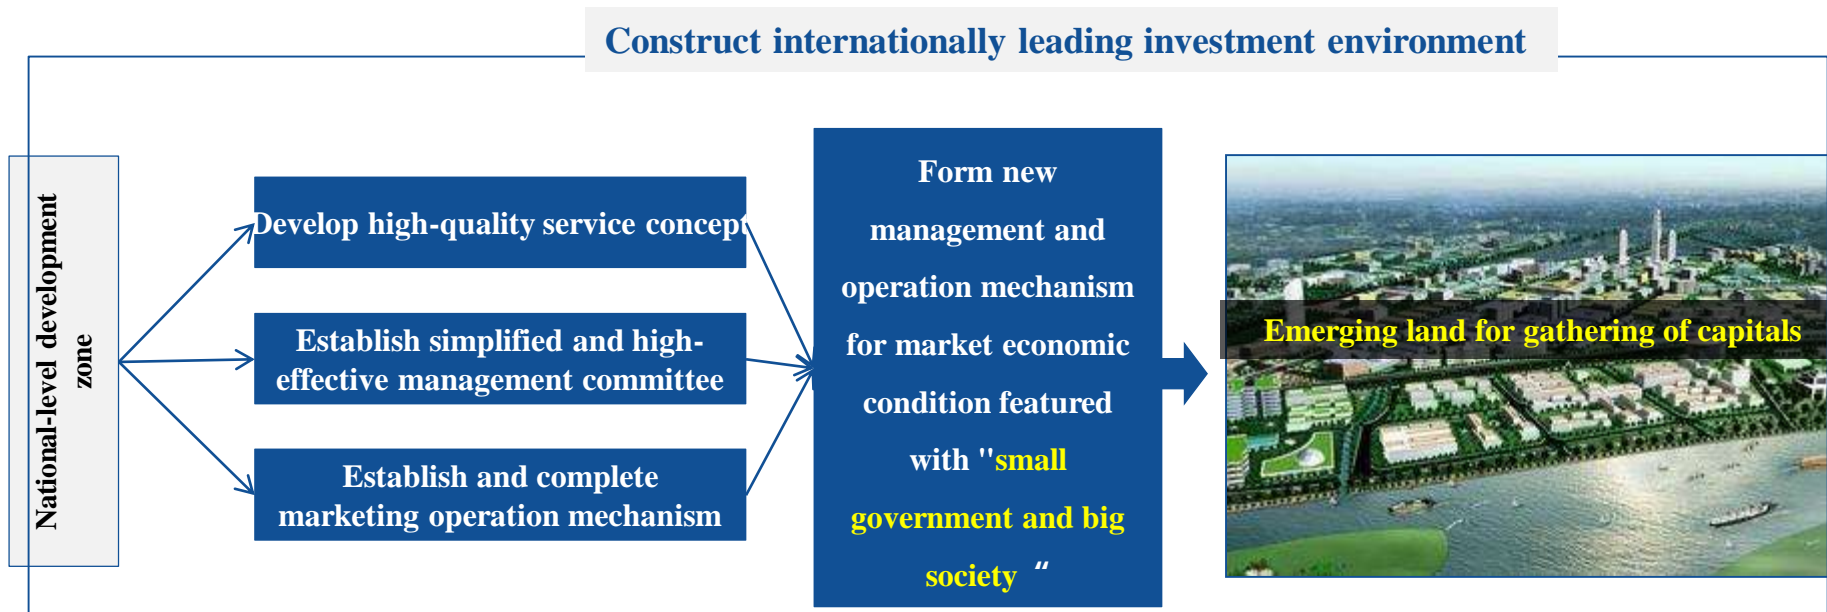 Construct internationally leading investment environment
National-level development
zone
Develop high-quality service concept
Establish simplified and high-
effective management committee
Establish and complete
marketing operation mechanism
Form new
management and
operation mechanism
for market economic
condition featured
with "small
government and big
society “
Emerging land for gathering of capitals